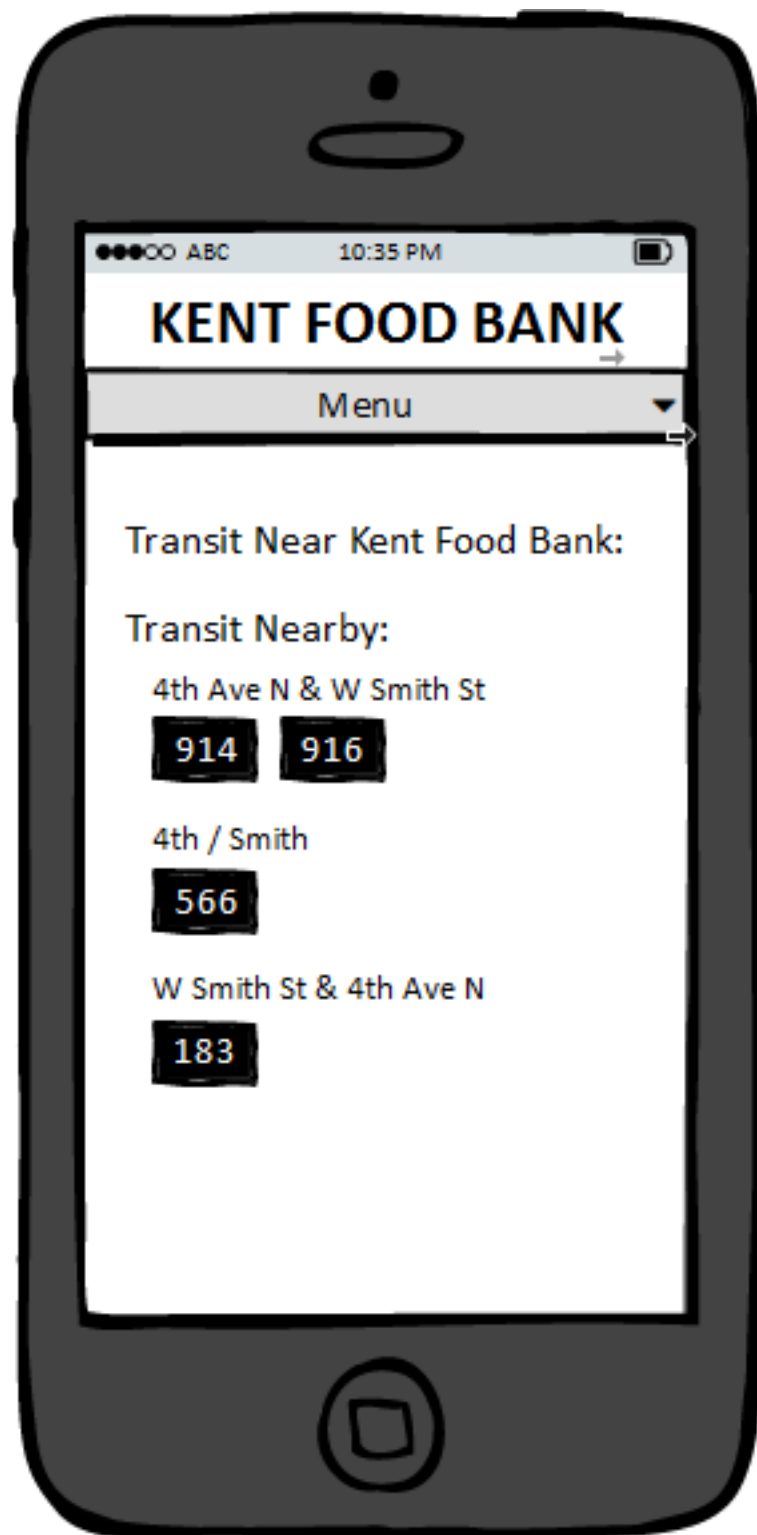 ABC 10:35 PM
KENT FOOD BANK
Menu
Transit Near Kent Food Bank:
Transit Nearby:
4th Ave N & W Smith St
914 916
4th / Smith
566
W Smith St & 4th Ave N
183